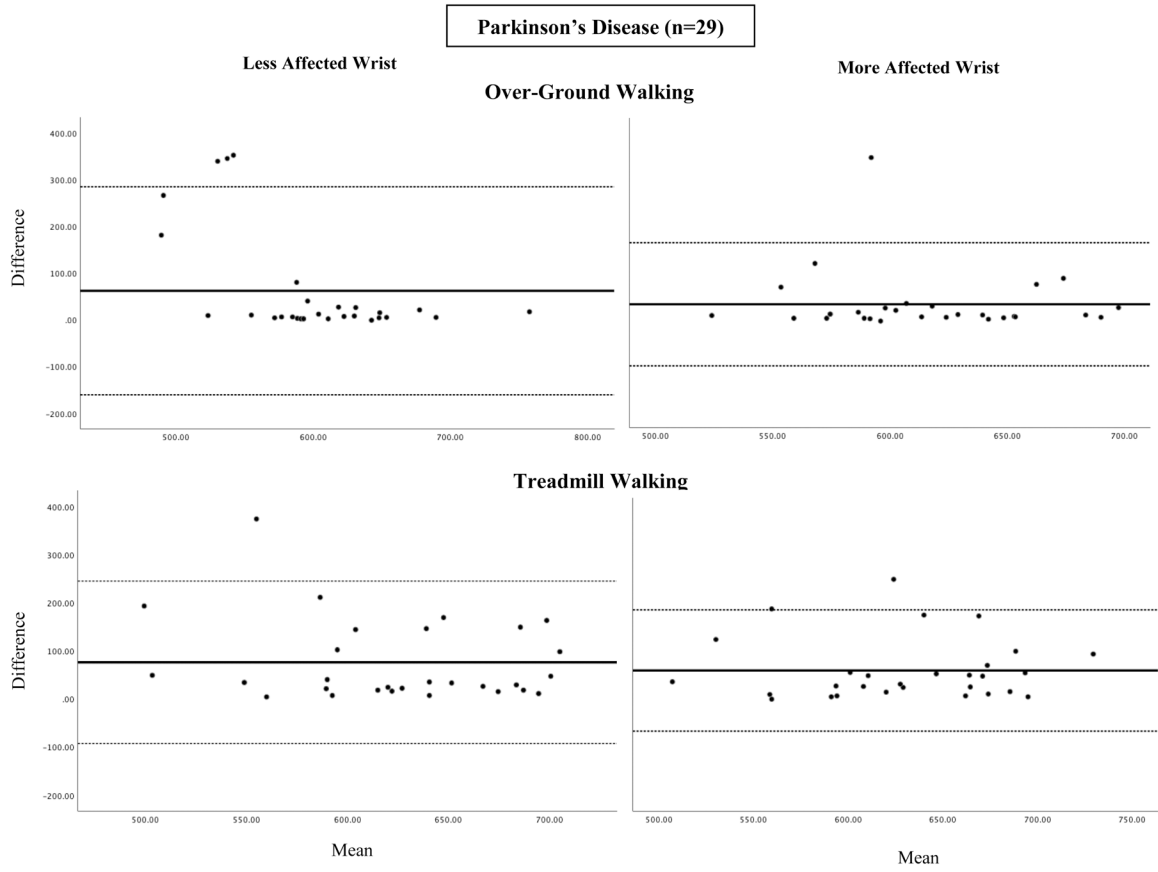 Parkinson’s Disease (n=29)
Less Affected Wrist
More Affected Wrist
Over-Ground Walking
Difference
400.00
300.00
200.00
100.00
.00
-100.00
-200.00
500.00 600.00 700.00 800.00
500.00 550.00 600.00 650.00 700.00
Treadmill Walking
Difference
400.00
300.00
200.00
100.00
.00
-100.00
-200.00
500.00 550.00 600.00 650.00 700.00
500.00 550.00 600.00 650.00 700.00 750.00
Mean
Mean